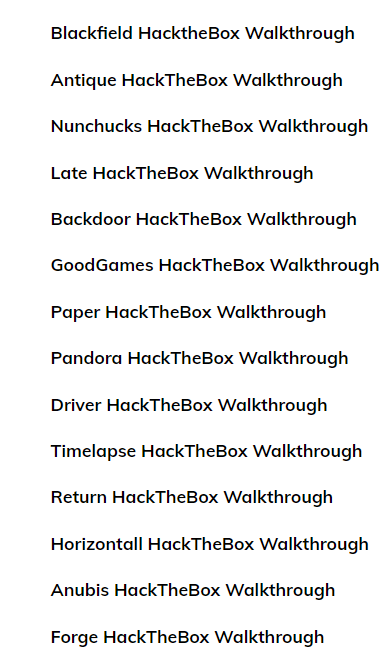 Blackfield HacktheBox Walkthrough
Antique HackTheBox Walkthrough
Nunchucks HackTheBox Walkthrough
Late HackTheBox Walkthrough
Backdoor HackTheBox Walkthrough
GoodGames HackTheBox Walkthrough
Paper HackTheBox Walkthrough
Pandora HackTheBox Walkthrough
Driver HackTheBox Walkthrough
Timelapse HackTheBox Walkthrough
Return HackTheBox Walkthrough
Horizontall HackTheBox Walkthrough
Anubis HackTheBox Walkthrough
Forge HackTheBox Walkthrough